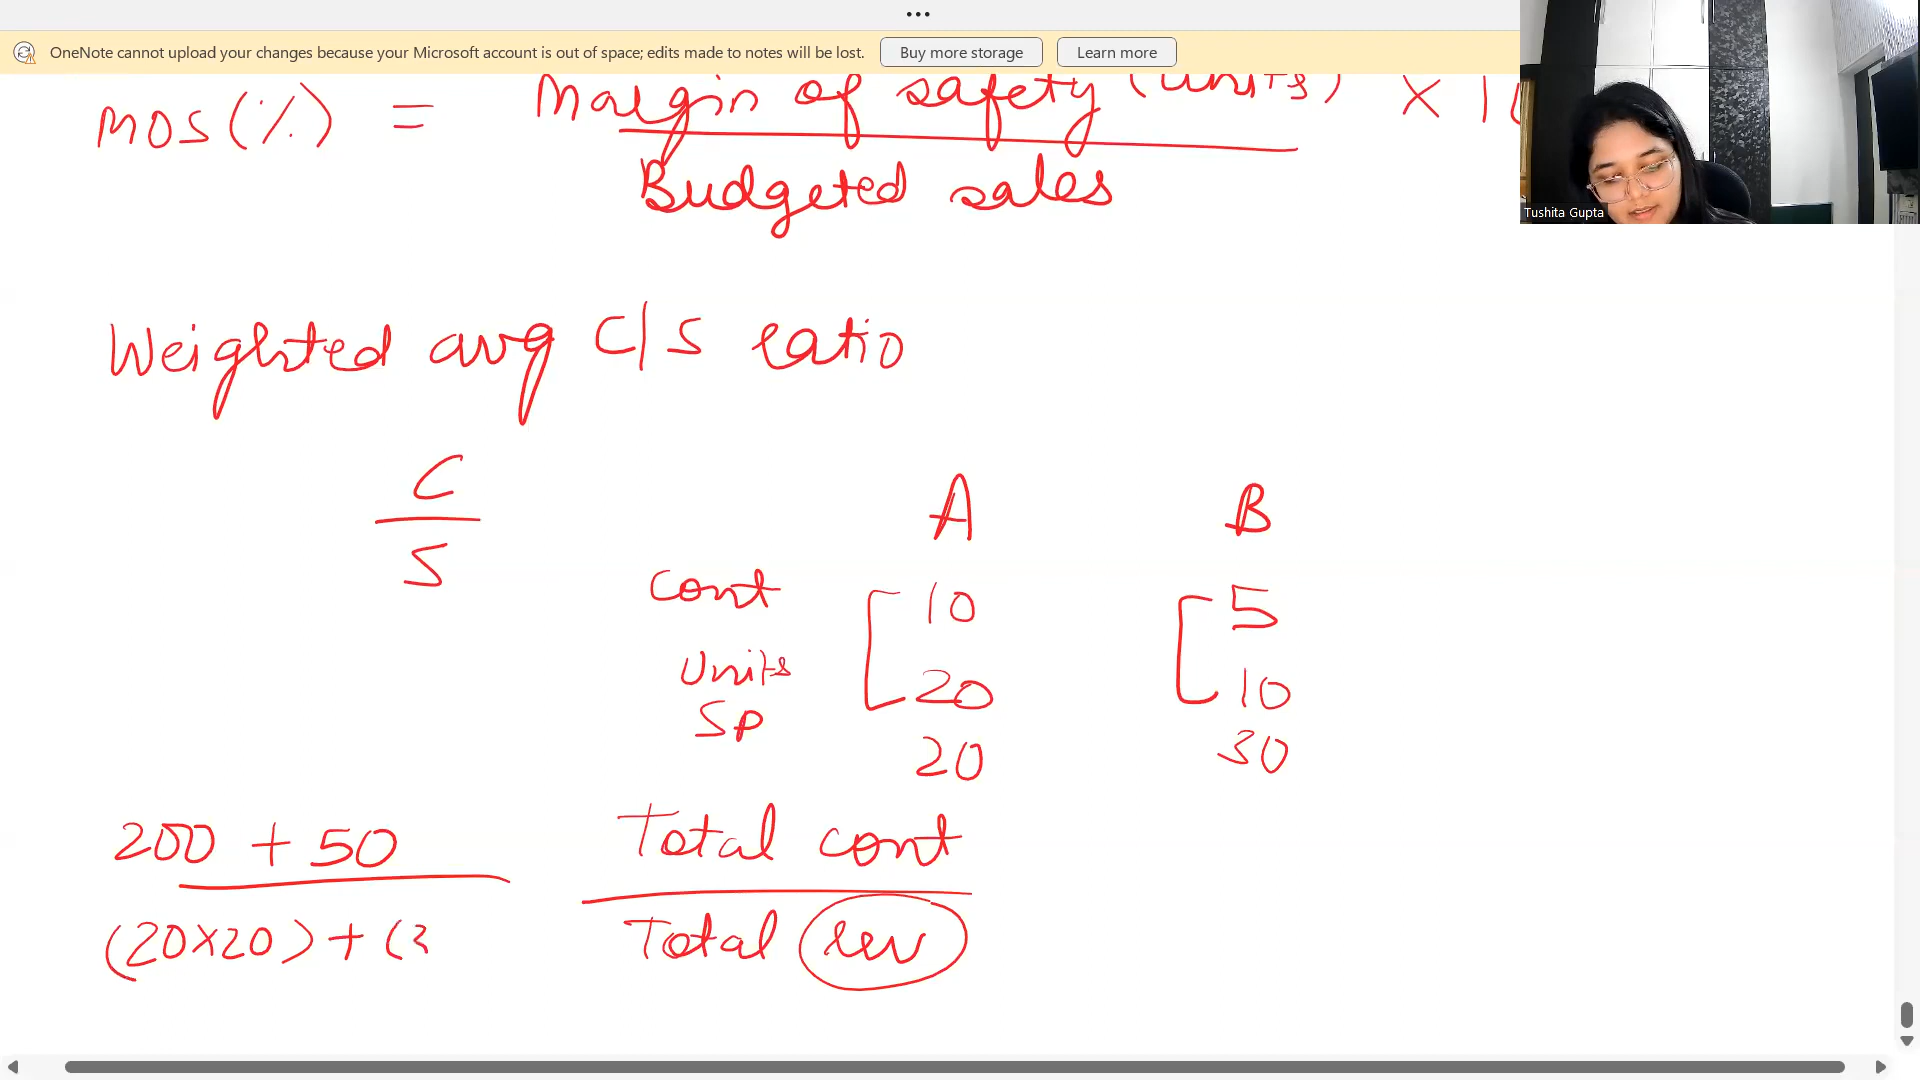 •••
OneNote cannot upload your changes because your Microsoft account is out of space; edits made to notes will be lost. Buy more storage Learn more
MOS(%) = Margin of safety (units) × 1
Budgeted sales
Tushita Gupta
Weighted avg C/S ratio
C
S
A B
Cont 10 5
Units 20 10
SP 20 30
200 + 50 Total cont
(20×20) + (3 Total rev